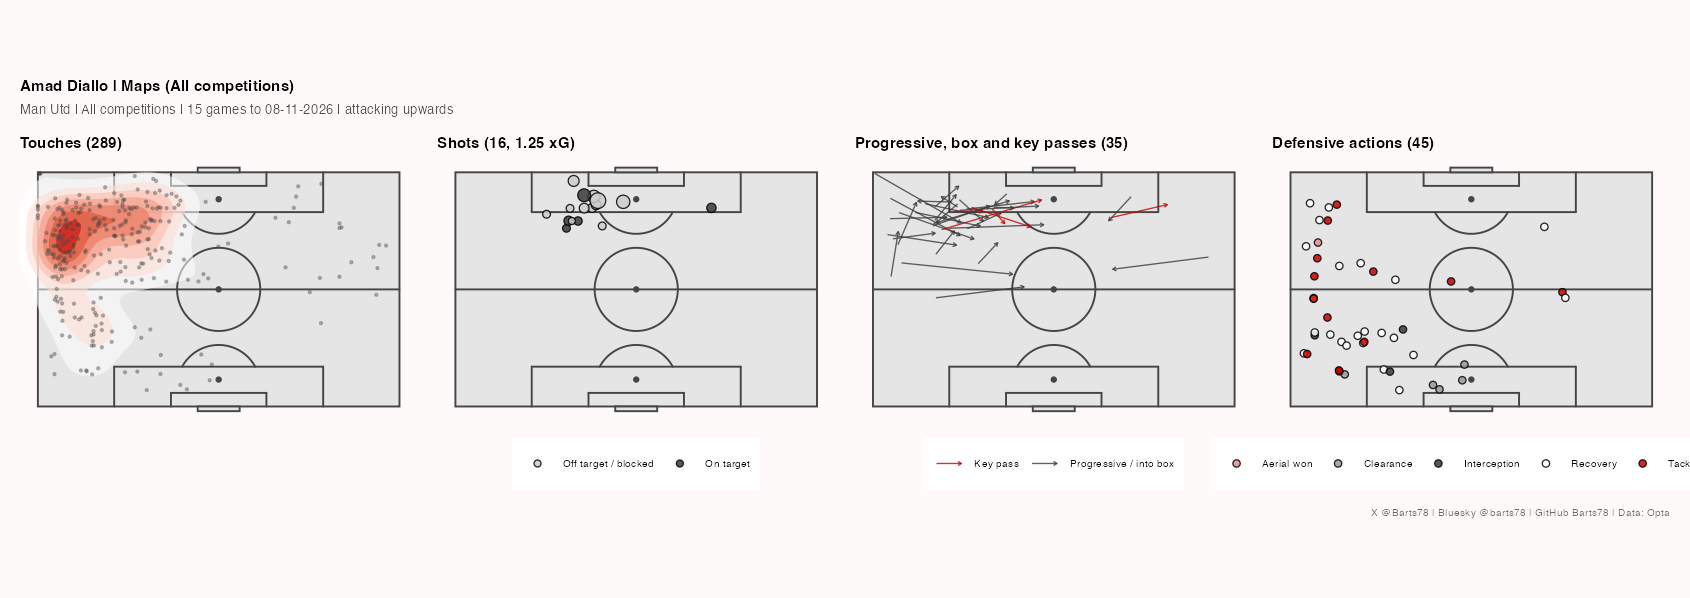 Amad Diallo | Maps (All competitions)
Man Utd | All competitions | 15 games to 08-11-2026 | attacking upwards
Touches (289)
Shots (16, 1.25 xG)
Progressive, box and key passes (35)
Defensive actions (45)
Off target / blocked
On target
Key pass
Progressive / into box
Aerial won
Clearance
Interception
Recovery
Tack
X @Barts78 | Bluesky @barts78 | GitHub Barts78 | Data: Opta